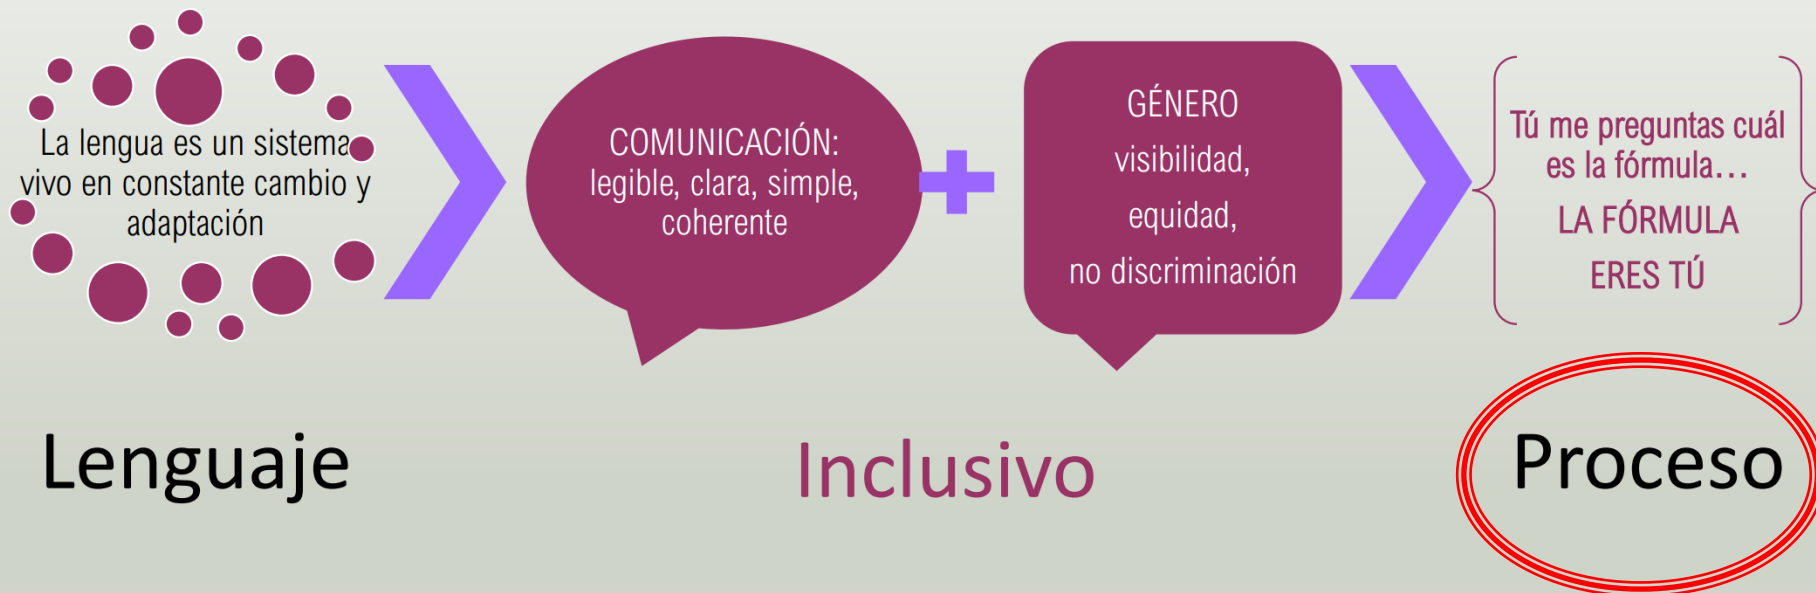 La lengua es un sistema
vivo en constante cambio y
adaptación
COMUNICACIÓN:
legible, clara, simple,
coherente
GÉNERO
visibilidad,
equidad,
no discriminación
Tú me preguntas cuál
es la fórmula...
LA FÓRMULA
ERES TÚ
Lenguaje
Inclusivo
Proceso